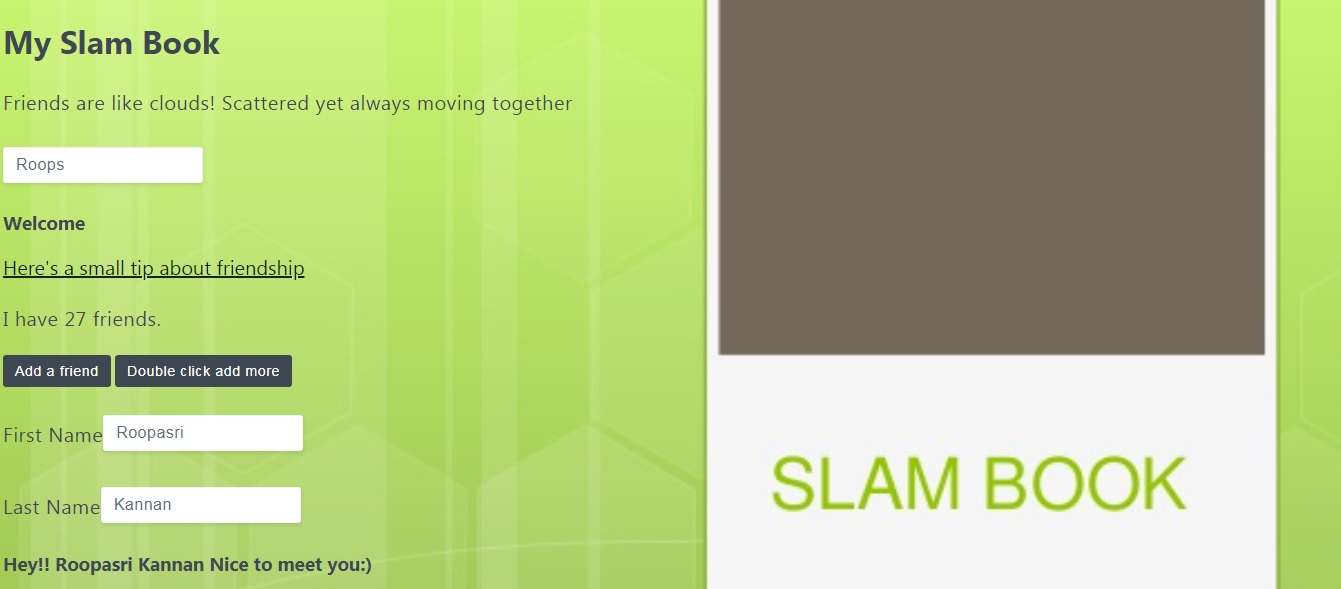 My Slam Book
Friends are like clouds! Scattered yet always moving together
Roops
Welcome
Here's a small tip about friendship
I have 27 friends.
Add a friend Double click add more
First Name Roopasri
Last Name Kannan
Hey!! Roopasri Kannan Nice to meet you:)
SLAM BOOK